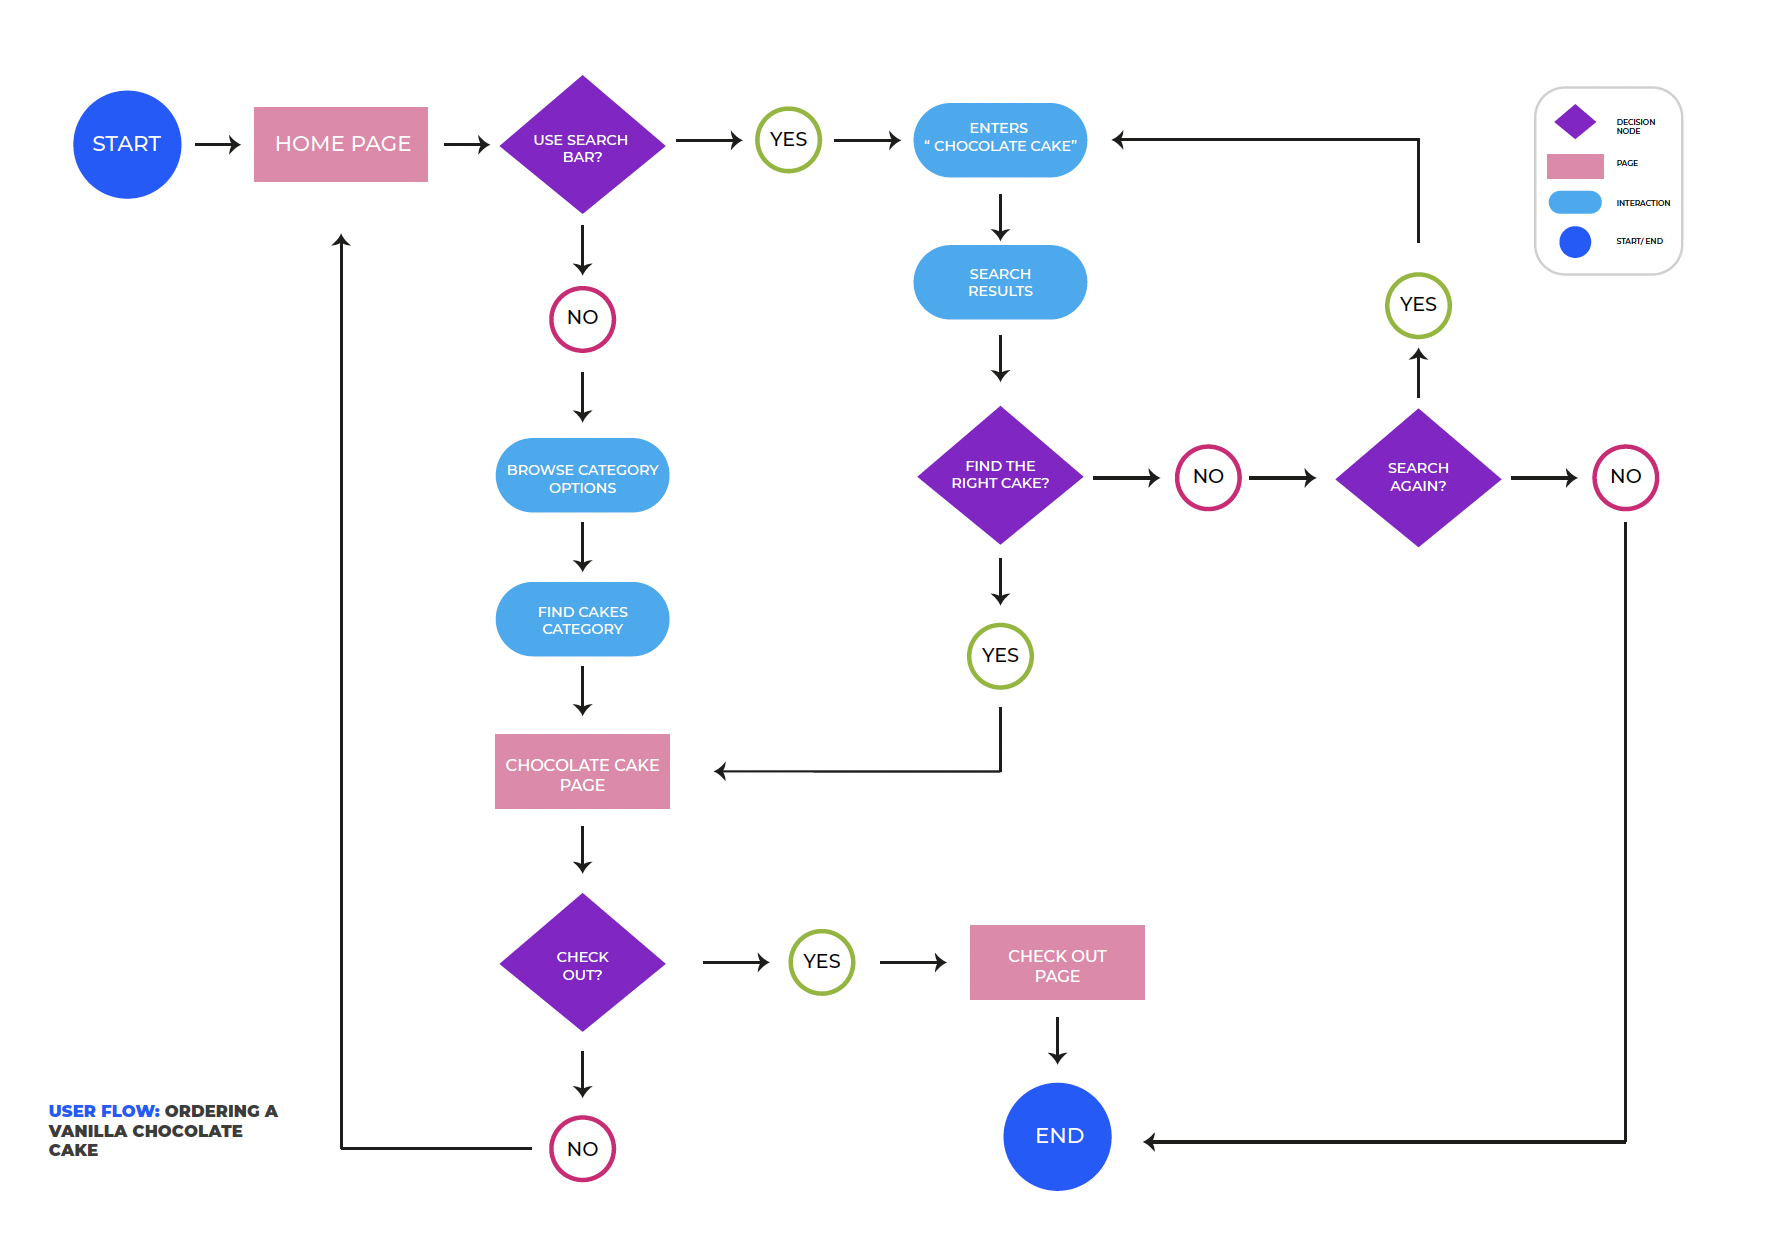 START
HOME PAGE
USE SEARCH
BAR?
YES
ENTERS
“ CHOCOLATE CAKE”
DECISION
NODE
PAGE
INTERACTION
START/ END
NO
SEARCH
RESULTS
YES
BROWSE CATEGORY
OPTIONS
FIND THE
RIGHT CAKE?
NO
SEARCH
AGAIN?
NO
FIND CAKES
CATEGORY
YES
CHOCOLATE CAKE
PAGE
CHECK
OUT?
YES
CHECK OUT
PAGE
NO
END
USER FLOW: ORDERING A
VANILLA CHOCOLATE
CAKE